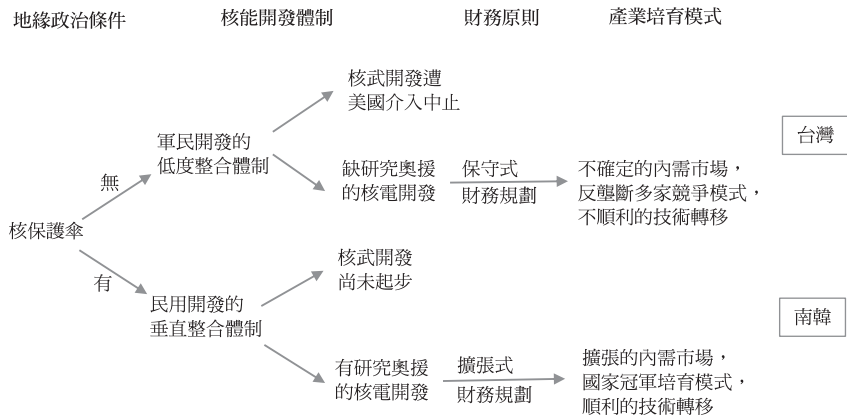 地緣政治條件
核能開發體制
財務原則
產業培育模式
核武開發遭
美國介入中止
軍民開發的
低度整合體制
台灣
無
缺研究奧援
的核電開發
保守式
財務規劃
不確定的內需市場，
反壟斷多家競爭模式，
不順利的技術轉移
核保護傘
有
核武開發
尚未起步
民用開發的
垂直整合體制
南韓
有研究奧援
的核電開發
擴張式
財務規劃
擴張的內需市場，
國家冠軍培育模式，
順利的技術轉移